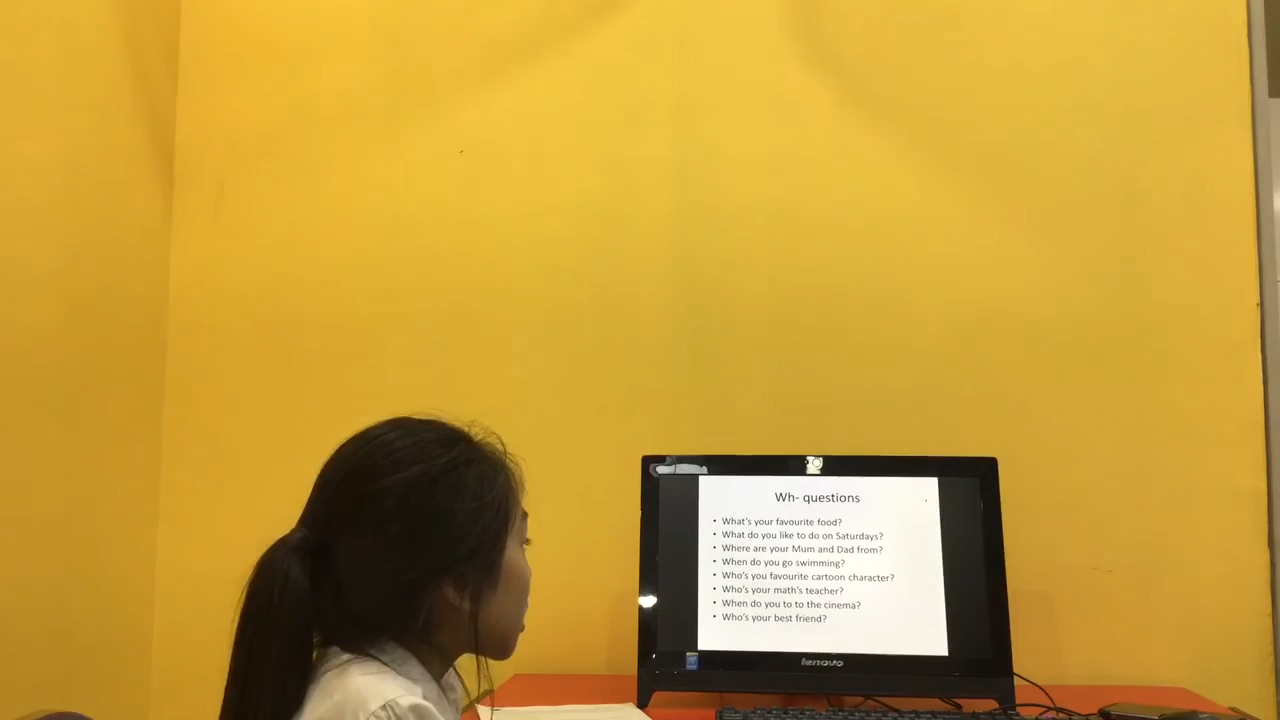 Wh- questions
• What's your favourite food?
• What do you like to do on Saturdays?
• Where are your Mum and Dad from?
• When do you go swimming?
• Who's you favourite cartoon character?
• Who's your math's teacher?
• When do you to to the cinema?
• Who's your best friend?
lenovo